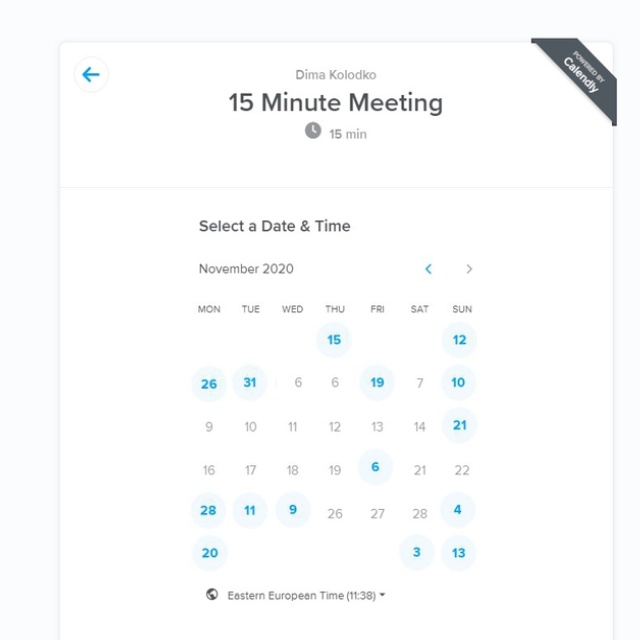 POWERED BY
Calendly
Dima Kolodko
15 Minute Meeting
15 min
Select a Date & Time
November 2020
MON TUE WED THU FRI SAT SUN
15 12
26 31 6 6 19 7 10
9 10 11 12 13 14 21
16 17 18 19 6 21 22
28 11 9 26 27 28 4
20 3 13
Eastern European Time (11:38)